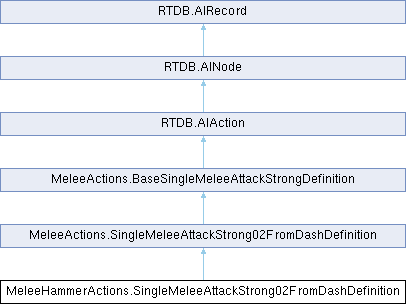 RTDB.AIRecord
RTDB.AINode
RTDB.AIAction
MeleeActions.BaseSingleMeleeAttackStrongDefinition
MeleeActions.SingleMeleeAttackStrong02FromDashDefinition
MeleeHammerActions.SingleMeleeAttackStrong02FromDashDefinition